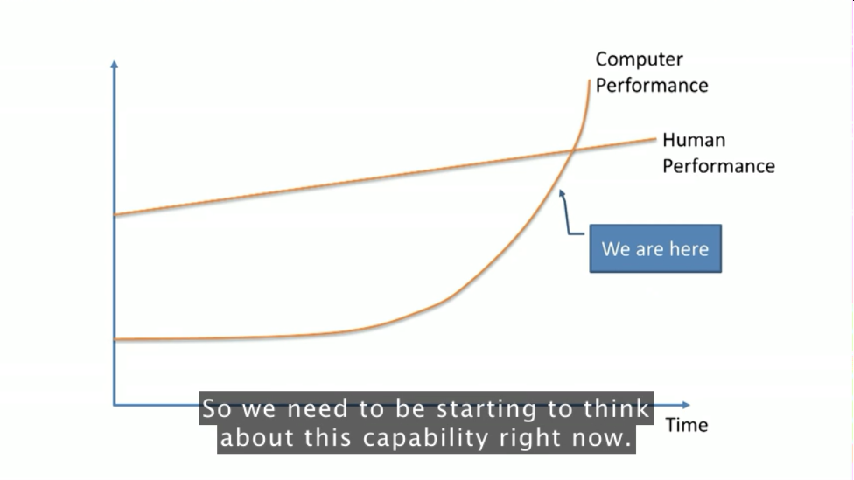 Computer
Performance
Human
Performance
We are here
So we need to be starting to think
about this capability right now.
Time